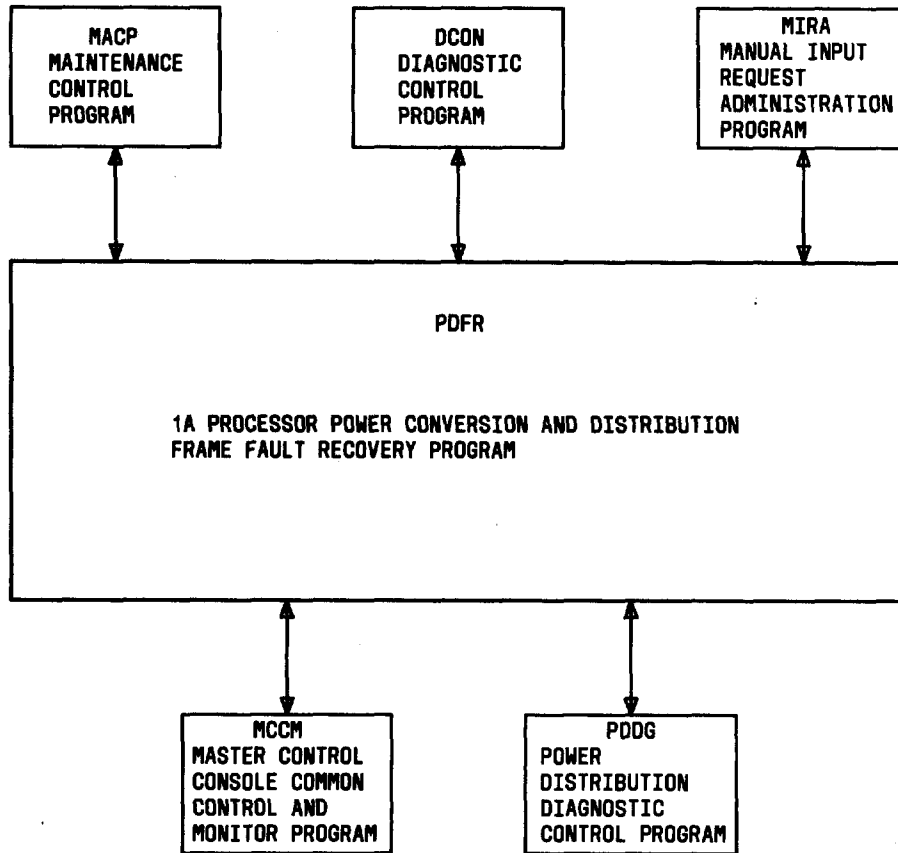 MACP
MAINTENANCE
CONTROL
PROGRAM
DCON
DIAGNOSTIC
CONTROL
PROGRAM
MIRA
MANUAL INPUT
REQUEST
ADMINISTRATION
PROGRAM
PDFR
1A PROCESSOR POWER CONVERSION AND DISTRIBUTION
FRAME FAULT RECOVERY PROGRAM
MCCM
MASTER CONTROL
CONSOLE COMMON
CONTROL AND
MONITOR PROGRAM
PDDG
POWER
DISTRIBUTION
DIAGNOSTIC
CONTROL PROGRAM